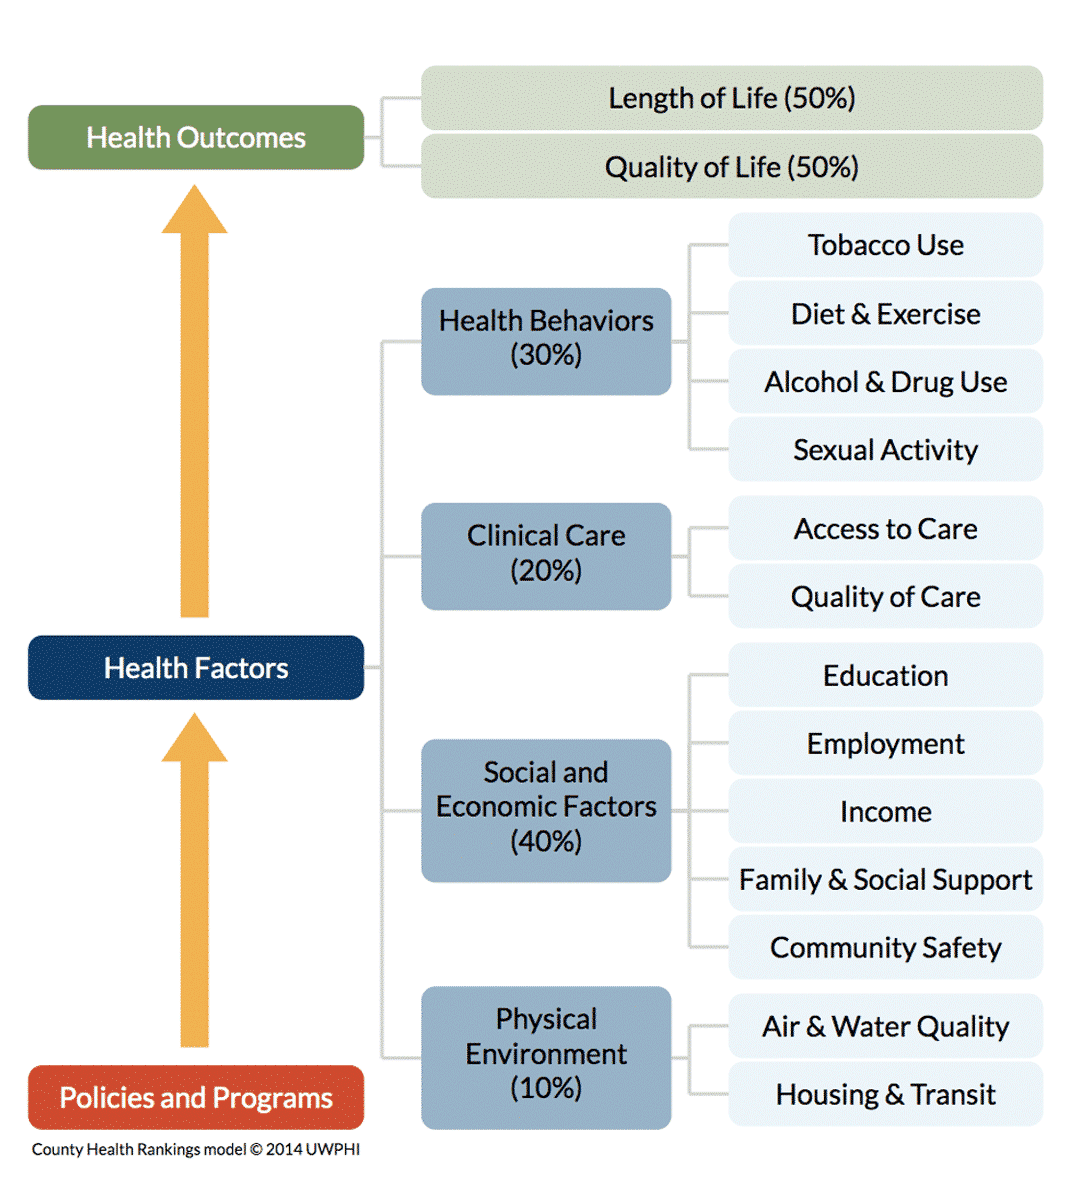 Health Outcomes
Length of Life (50%)
Quality of Life (50%)
Health Factors
Health Behaviors
(30%)
Tobacco Use
Diet & Exercise
Alcohol & Drug Use
Sexual Activity
Clinical Care
(20%)
Access to Care
Quality of Care
Social and
Economic Factors
(40%)
Education
Employment
Income
Family & Social Support
Community Safety
Physical
Environment
(10%)
Air & Water Quality
Housing & Transit
Policies and Programs
County Health Rankings model © 2014 UWPHI